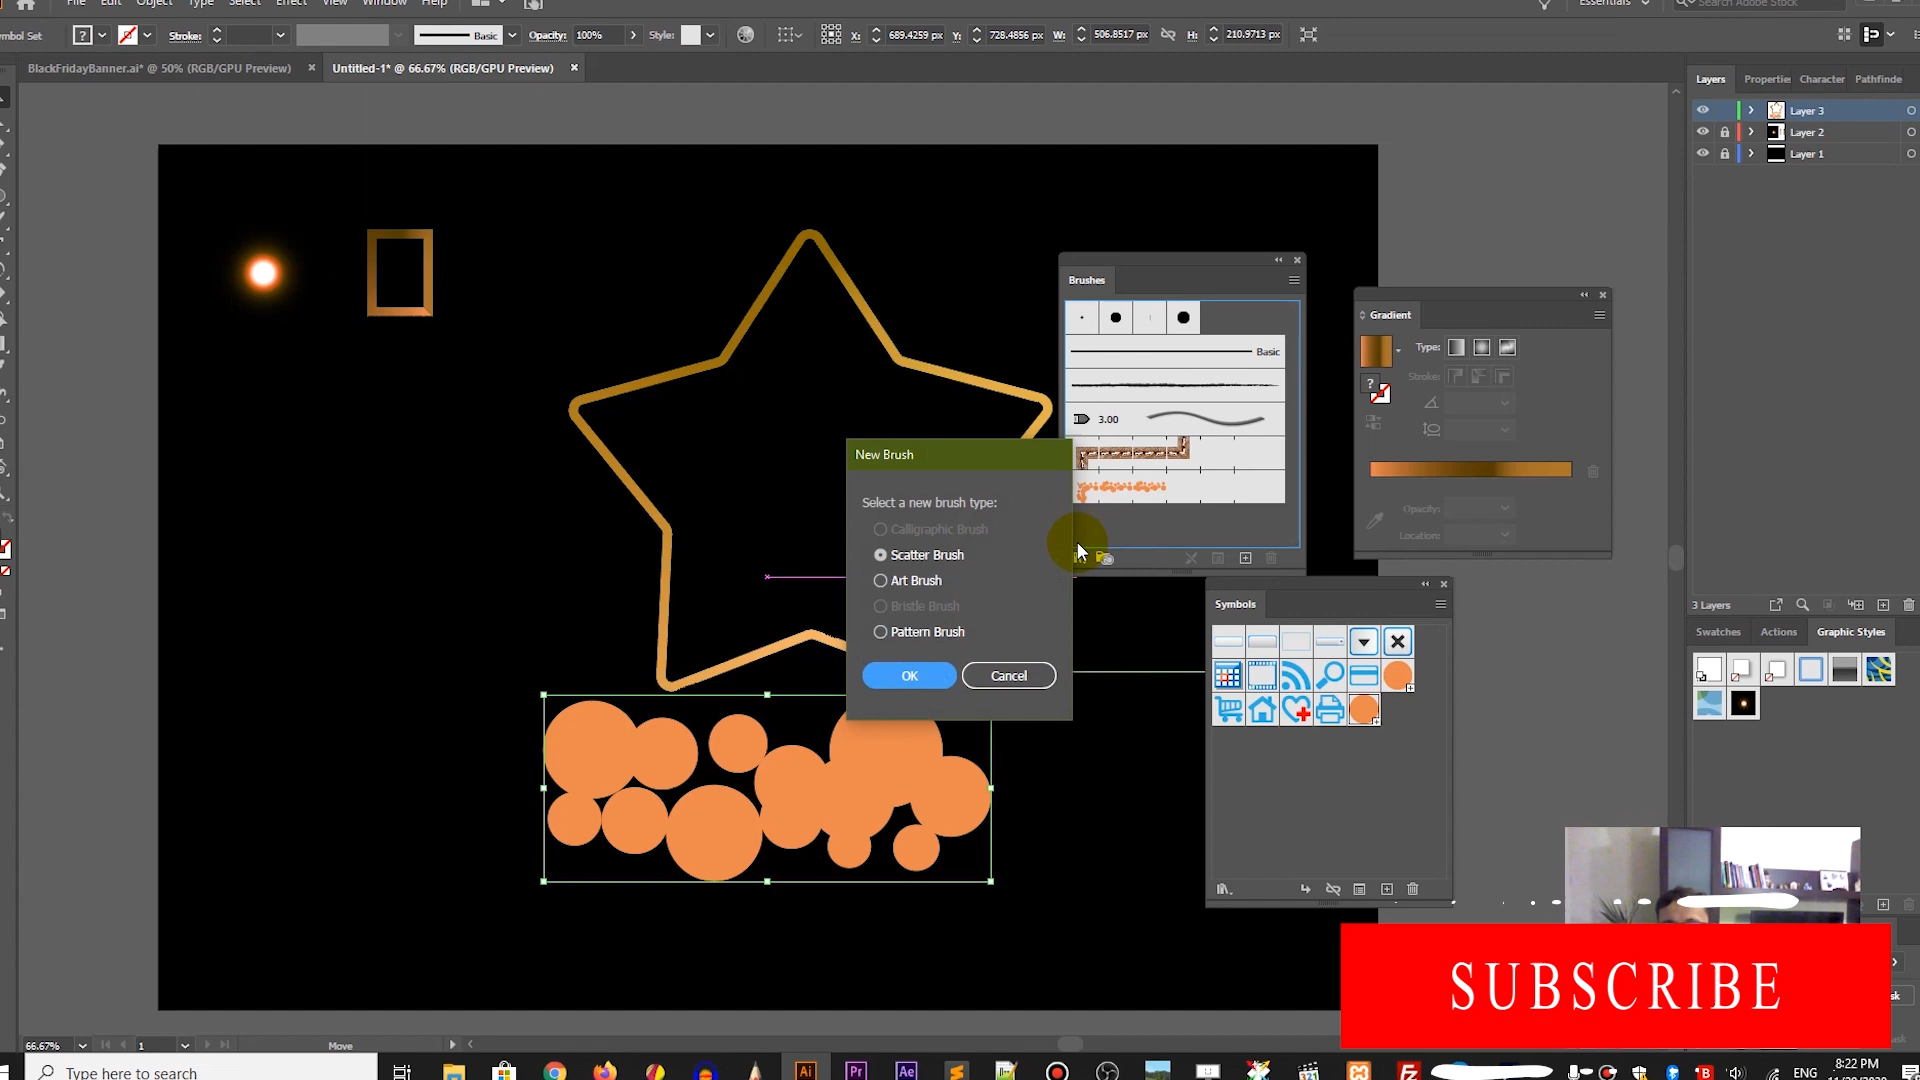 File Edit Object Type Select Effect View Window Help Essentials Search Adobe Stock
ymbol Set Stroke: Basic Opacity: 100% Style: X: 689.4259 px Y: 728.4856 px W: 506.8517 px H: 210.9713 px
BlackFridayBanner.ai* @ 50% (RGB/GPU Preview) Untitled-1* @ 66.67% (RGB/GPU Preview)
Layers Properties Character Pathfinde
Layer 3
Layer 2
Layer 1
Brushes
Basic
3.00
Gradient
Type:
Stroke:
Opacity:
Location:
New Brush
Select a new brush type:
Calligraphic Brush
Scatter Brush
Art Brush
Bristle Brush
Pattern Brush
OK Cancel
Symbols
3 Layers
Swatches Actions Graphic Styles
SUBSCRIBE
66.67% 1 Move
Type here to search
Ai Pr Ae
ENG
8:22 PM